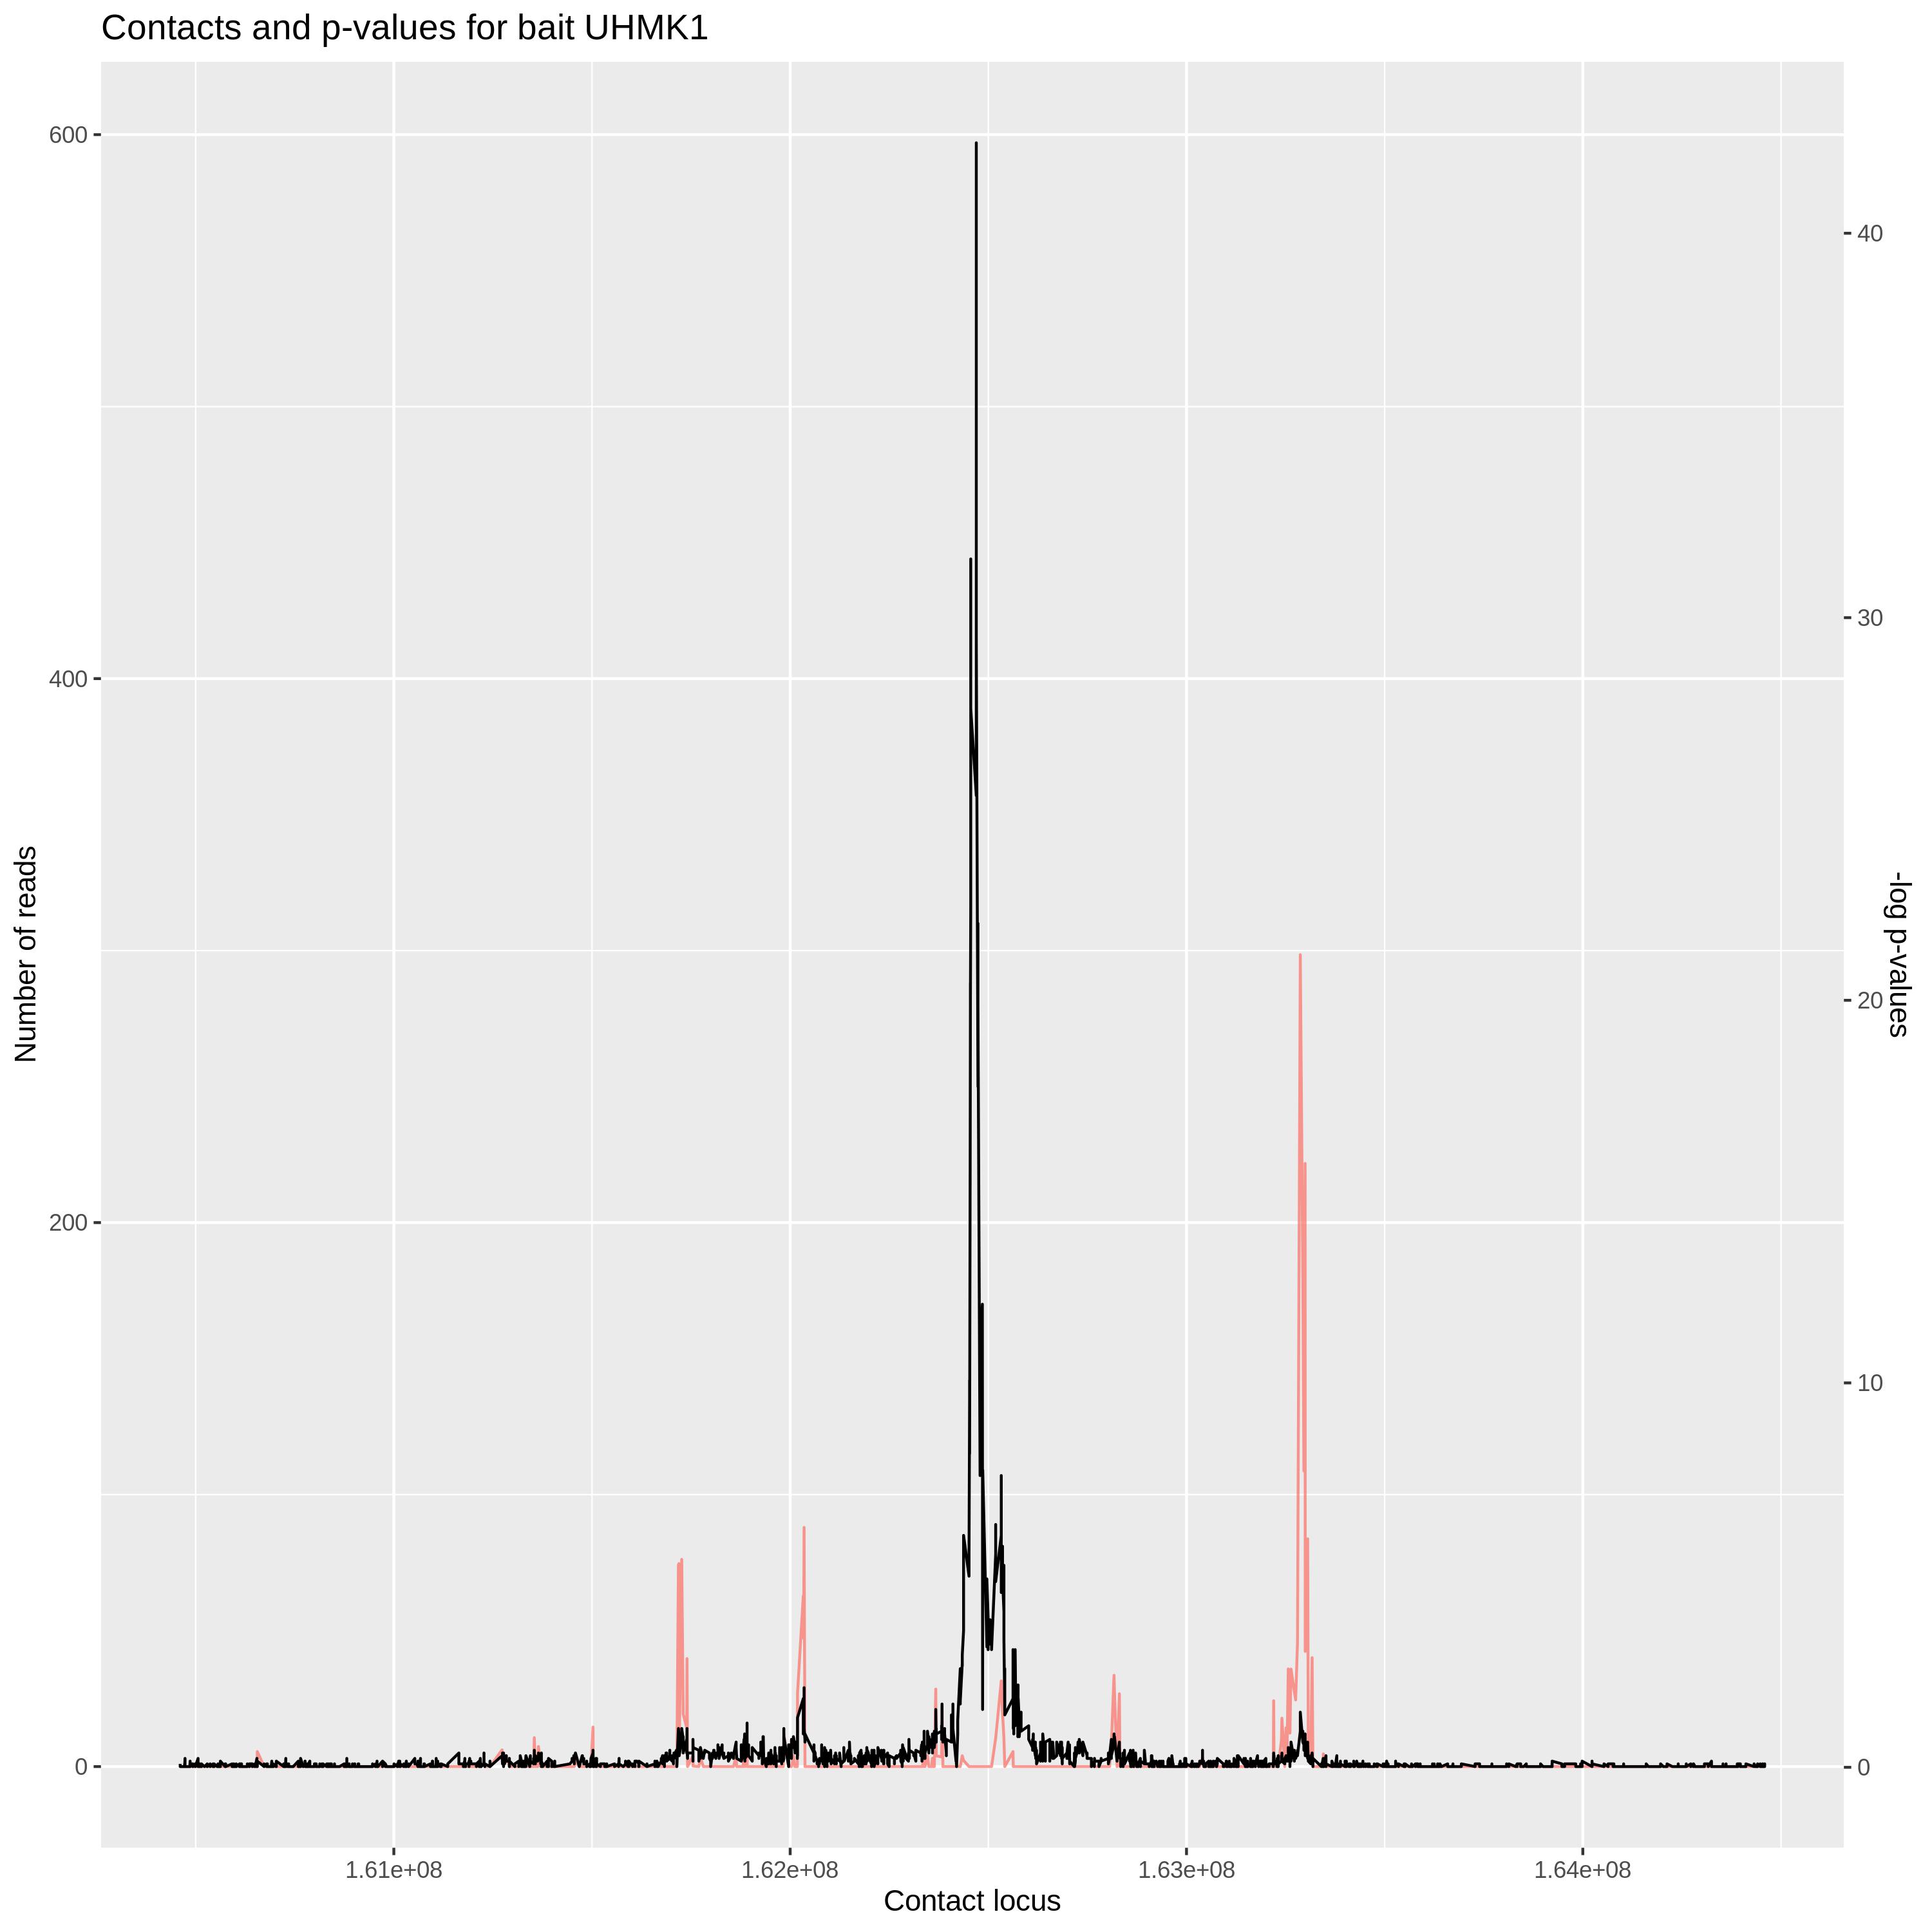 Contacts and p-values for bait UHMK1
600
400
200
0
Number of reads
40
30
20
10
0
-log p-values
1.61e+08
1.62e+08
1.63e+08
1.64e+08
Contact locus